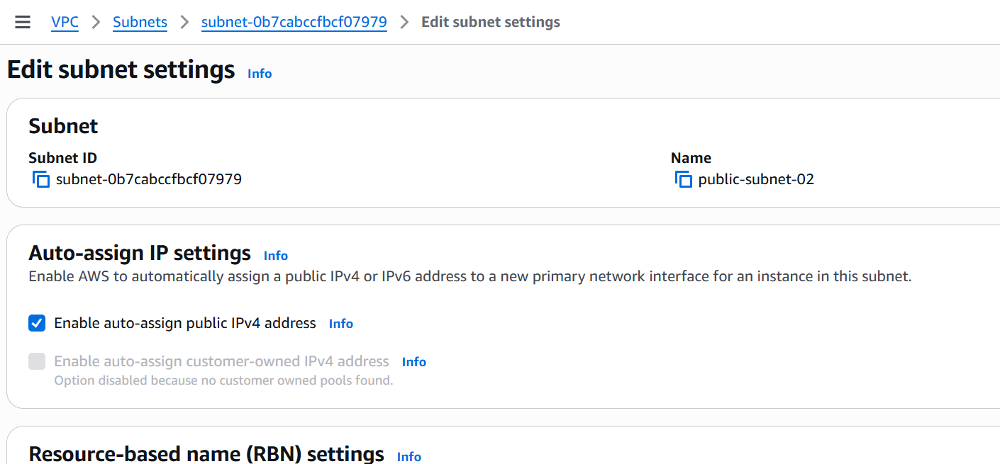 VPC > Subnets > subnet-0b7cabccfbcf07979 > Edit subnet settings
Edit subnet settings Info
Subnet
Subnet ID Name
subnet-0b7cabccfbcf07979 public-subnet-02
Auto-assign IP settings Info
Enable AWS to automatically assign a public IPv4 or IPv6 address to a new primary network interface for an instance in this subnet.
Enable auto-assign public IPv4 address Info
Enable auto-assign customer-owned IPv4 address Info
Option disabled because no customer owned pools found.
Resource-based name (RBN) settings Info